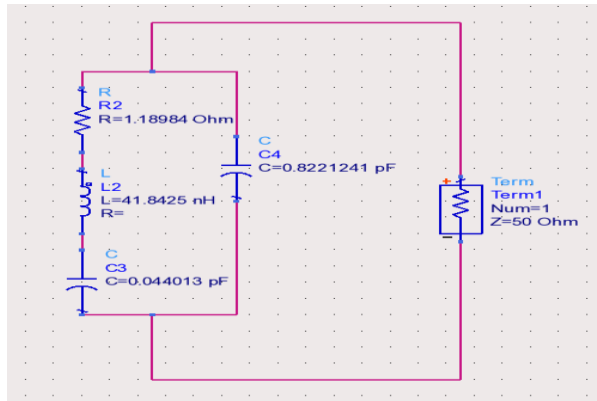 R
R2
R=1.18984 Ohm
L
L2
L=41.8425 nH
R=
C
C3
C=0.044013 pF
C
C4
C=0.8221241 pF
+ Term
Term1
Num=1
Z=50 Ohm
-